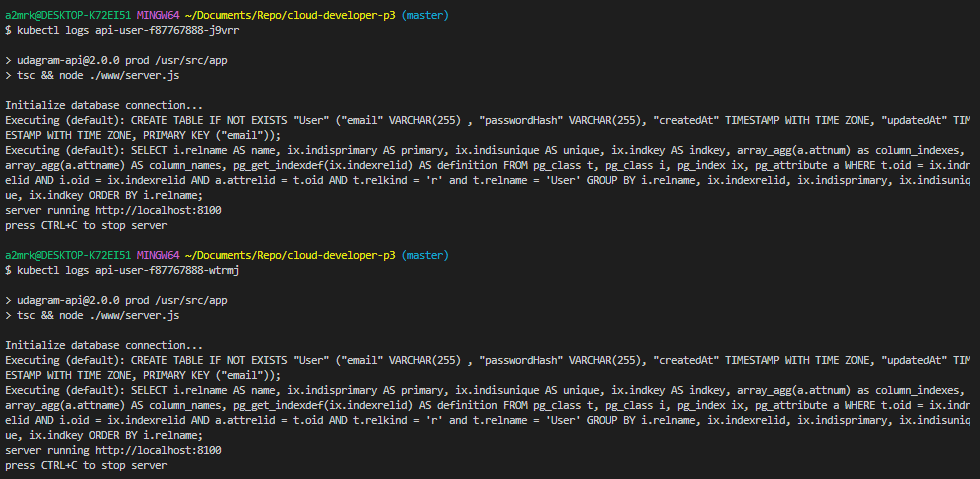 a2mrk@DESKTOP-K72EI51 MINGW64 ~/Documents/Repo/cloud-developer-p3 (master)
$ kubectl logs api-user-f87767888-j9vrr
> udagram-api@2.0.0 prod /usr/src/app
> tsc && node ./www/server.js
Initialize database connection...
Executing (default): CREATE TABLE IF NOT EXISTS "User" ("email" VARCHAR(255) , "passwordHash" VARCHAR(255), "createdAt" TIMESTAMP WITH TIME ZONE, "updatedAt" TIM
ESTAMP WITH TIME ZONE, PRIMARY KEY ("email"));
Executing (default): SELECT i.relname AS name, ix.indisprimary AS primary, ix.indisunique AS unique, ix.indkey AS indkey, array_agg(a.attnum) as column_indexes,
array_agg(a.attname) AS column_names, pg_get_indexdef(ix.indexrelid) AS definition FROM pg_class t, pg_class i, pg_index ix, pg_attribute a WHERE t.oid = ix.indr
elid AND i.oid = ix.indexrelid AND a.attrelid = t.oid AND t.relkind = 'r' and t.relname = 'User' GROUP BY i.relname, ix.indexrelid, ix.indisprimary, ix.indisuniq
ue, ix.indkey ORDER BY i.relname;
server running http://localhost:8100
press CTRL+C to stop server
a2mrk@DESKTOP-K72EI51 MINGW64 ~/Documents/Repo/cloud-developer-p3 (master)
$ kubectl logs api-user-f87767888-wtrmj
> udagram-api@2.0.0 prod /usr/src/app
> tsc && node ./www/server.js
Initialize database connection...
Executing (default): CREATE TABLE IF NOT EXISTS "User" ("email" VARCHAR(255) , "passwordHash" VARCHAR(255), "createdAt" TIMESTAMP WITH TIME ZONE, "updatedAt" TIM
ESTAMP WITH TIME ZONE, PRIMARY KEY ("email"));
Executing (default): SELECT i.relname AS name, ix.indisprimary AS primary, ix.indisunique AS unique, ix.indkey AS indkey, array_agg(a.attnum) as column_indexes,
array_agg(a.attname) AS column_names, pg_get_indexdef(ix.indexrelid) AS definition FROM pg_class t, pg_class i, pg_index ix, pg_attribute a WHERE t.oid = ix.indr
elid AND i.oid = ix.indexrelid AND a.attrelid = t.oid AND t.relkind = 'r' and t.relname = 'User' GROUP BY i.relname, ix.indexrelid, ix.indisprimary, ix.indisuniq
ue, ix.indkey ORDER BY i.relname;
server running http://localhost:8100
press CTRL+C to stop server